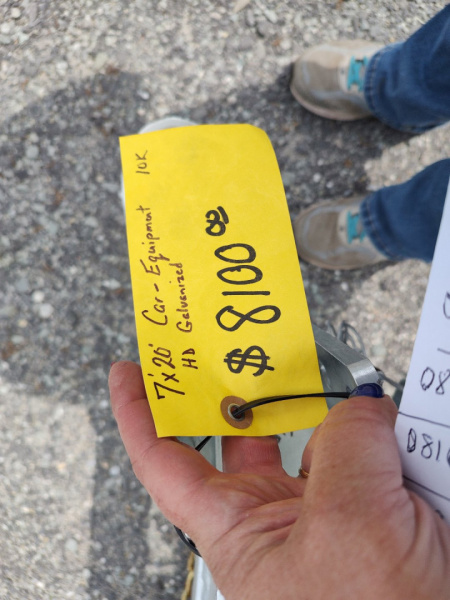 7'x20' Car-Equipment 10K
HD Galvanized
$8100 00